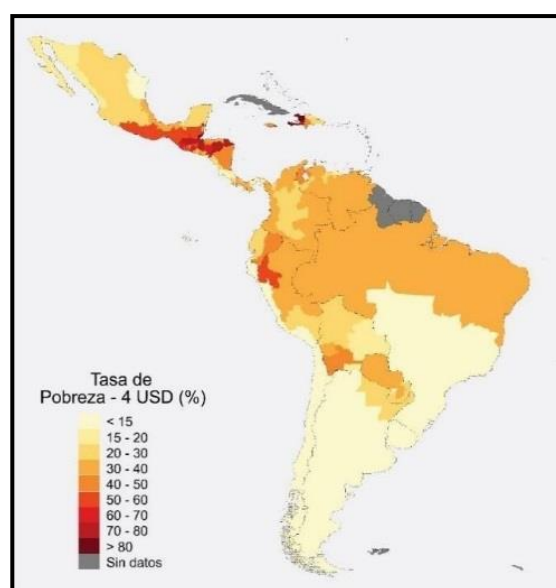 Tasa de
Pobreza - 4 USD (%)
< 15
15 - 20
20 - 30
30 - 40
40 - 50
50 - 60
60 - 70
70 - 80
> 80
Sin datos